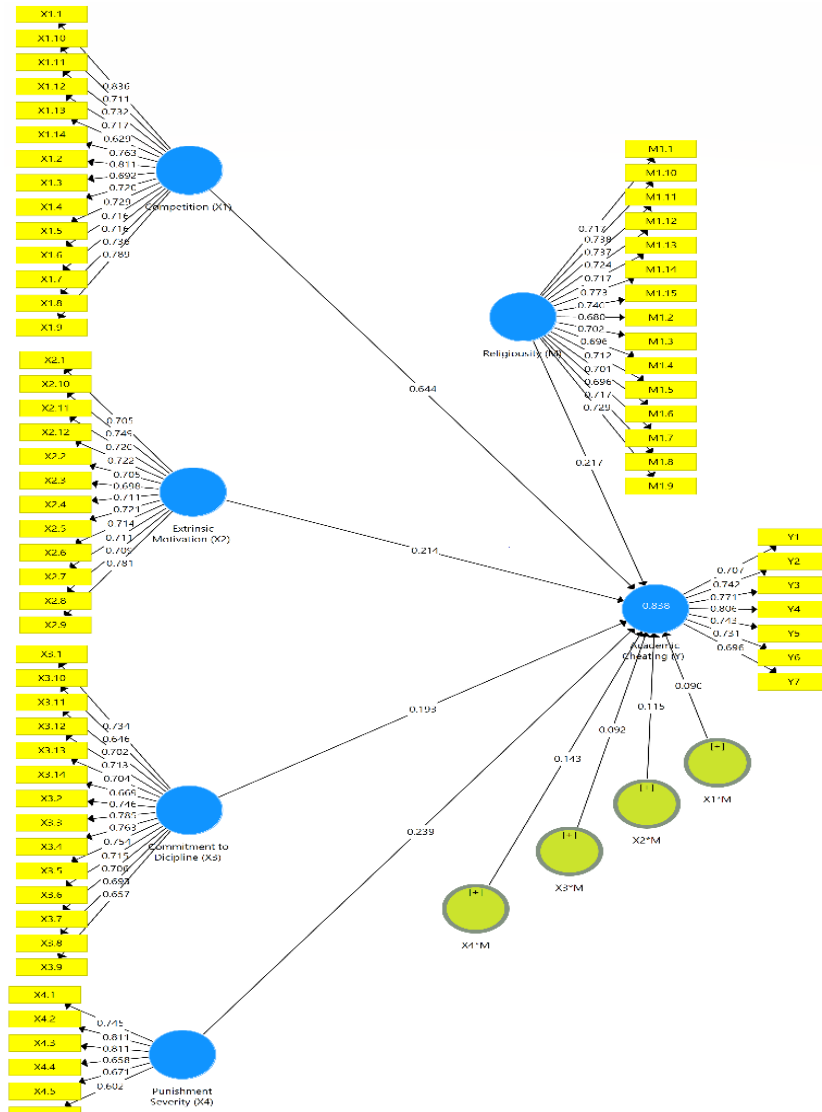 X1.1
X1.10
X1.11
X1.12
X1.13
X1.14
X1.2
X1.3
X1.4
X1.5
X1.6
X1.7
X1.8
X1.9
0.836
0.711
0.732
0.717
0.629
0.763
0.811
0.692
0.720
0.729
0.716
0.716
0.736
0.789
Competition (X1)
M1.1
M1.10
M1.11
M1.12
M1.13
M1.14
M1.15
M1.2
M1.3
M1.4
M1.5
M1.6
M1.7
M1.8
M1.9
0.717
0.738
0.737
0.724
0.717
0.773
0.680
0.702
0.696
0.712
0.701
0.696
0.717
0.729
Religiousity (M)
0.644
0.217
X2.1
X2.10
X2.11
X2.12
X2.2
X2.3
X2.4
X2.5
X2.6
X2.7
X2.8
X2.9
0.705
0.749
0.720
0.722
0.705
0.698
0.711
0.721
0.714
0.711
0.709
0.781
Extrinsic
Motivation (X2)
0.214
Y1
Y2
Y3
Y4
Y5
Y6
Y7
0.707
0.742
0.771
0.806
0.743
0.731
0.696
0.838
Academic
Cheating (Y)
X3.1
X3.10
X3.11
X3.12
X3.13
X3.14
X3.2
X3.3
X3.4
X3.5
X3.6
X3.7
X3.8
X3.9
0.734
0.646
0.702
0.713
0.704
0.669
0.746
0.785
0.763
0.754
0.715
0.706
0.693
0.657
Commitment to
Dicipline (X3)
0.193
0.239
0.143
0.092
0.115
0.090
[+]
X1*M
[+]
X2*M
[+]
X3*M
[+]
X4*M
X4.1
X4.2
X4.3
X4.4
X4.5
0.745
0.811
0.811
0.658
0.671
0.602
Punishment
Severity (X4)